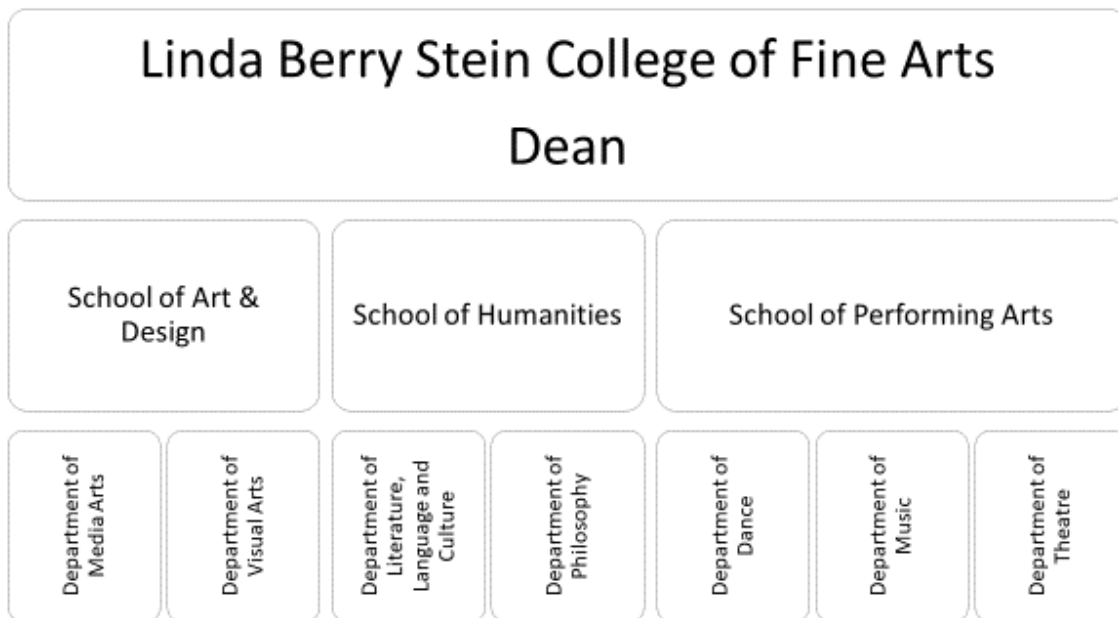 Linda Berry Stein College of Fine Arts
Dean
School of Art &
Design
School of Humanities
School of Performing Arts
Department of
Media Arts
Department of
Visual Arts
Department of
Literature,
Language and
Culture
Department of
Philosophy
Department of
Dance
Department of
Music
Department of
Theatre